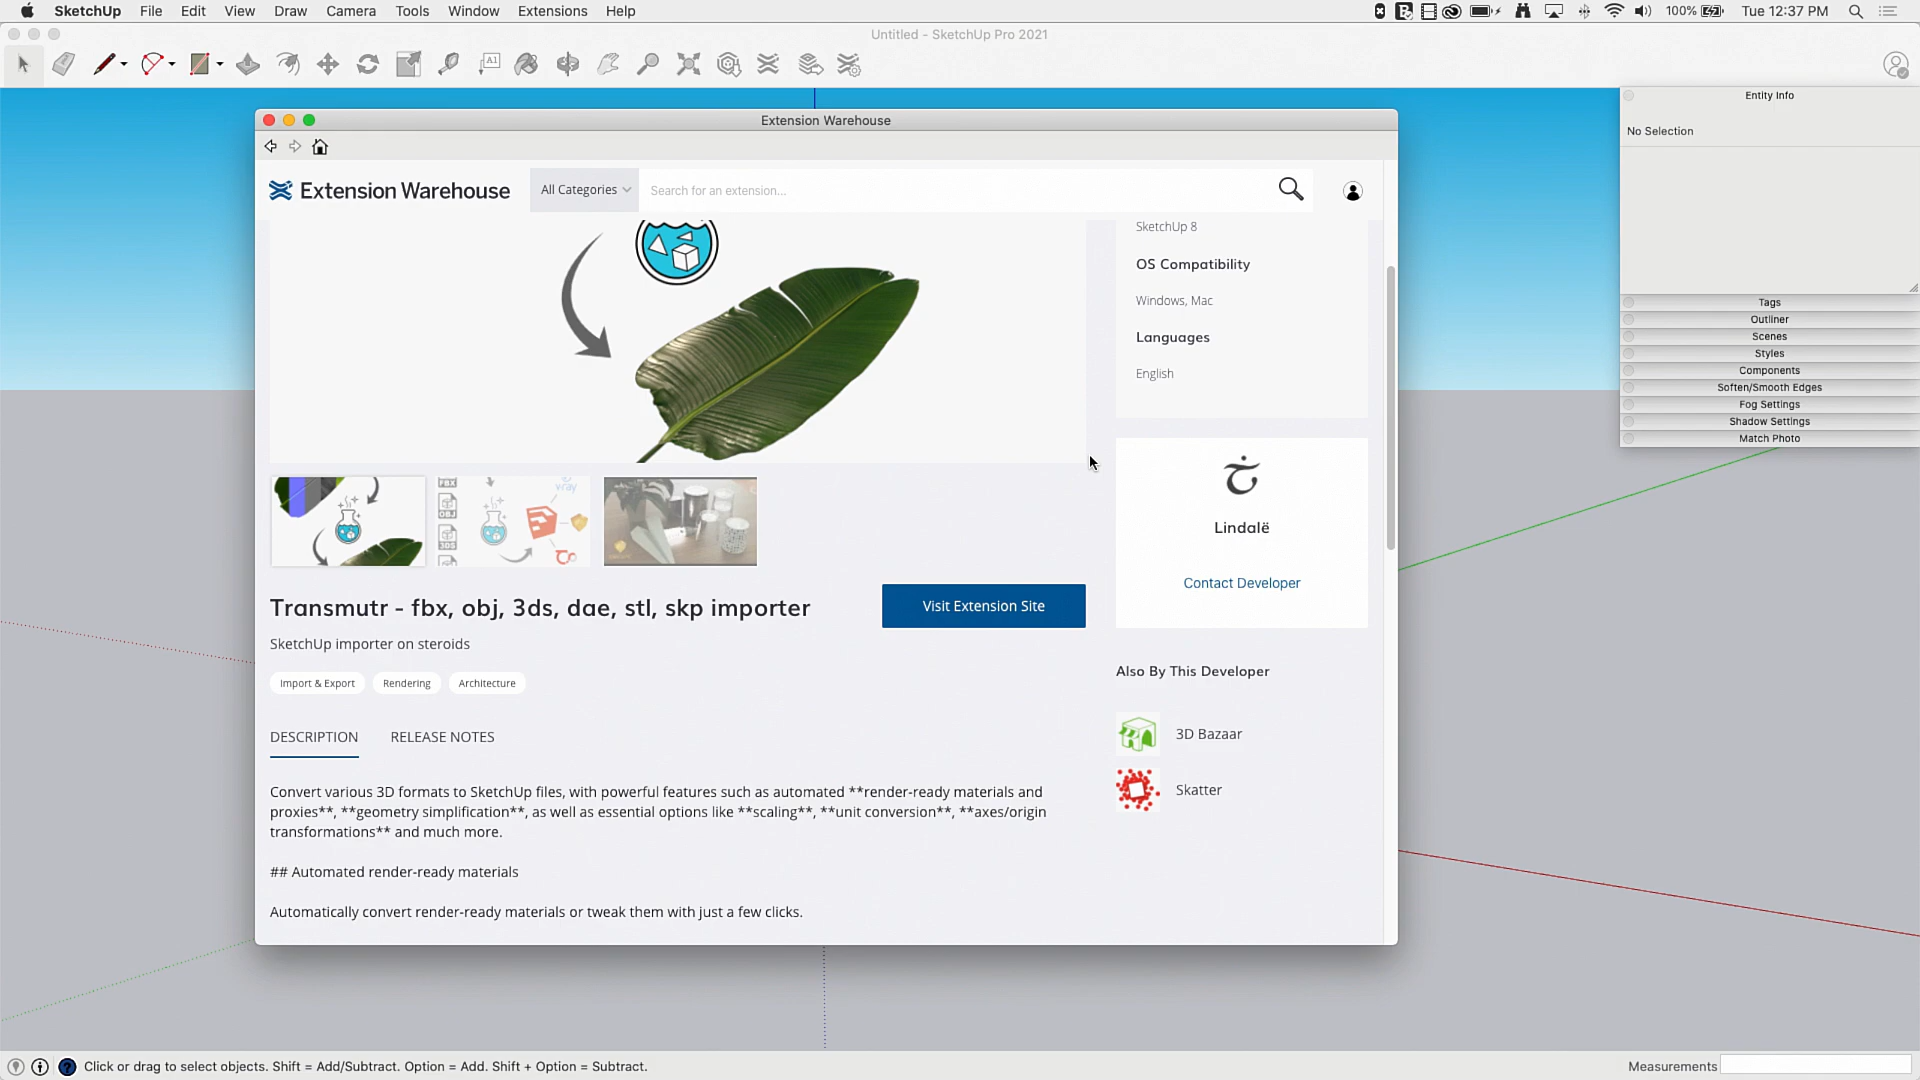 SketchUp File Edit View Draw Camera Tools Window Extensions Help
100% Tue 12:37 PM
Untitled - SketchUp Pro 2021
A1
Entity Info
No Selection
Tags
Outliner
Scenes
Styles
Components
Soften/Smooth Edges
Fog Settings
Shadow Settings
Match Photo
Extension Warehouse
Extension Warehouse All Categories Search for an extension...
SketchUp 8
OS Compatibility
Windows, Mac
Languages
English
خ
Lindalë
Contact Developer
FBX
OBJ
3DS
v-ray
Transmutr - fbx, obj, 3ds, dae, stl, skp importer
Visit Extension Site
SketchUp importer on steroids
Import & Export Rendering Architecture
Also By This Developer
3D Bazaar
Skatter
DESCRIPTION RELEASE NOTES
Convert various 3D formats to SketchUp files, with powerful features such as automated **render-ready materials and
proxies**, **geometry simplification**, as well as essential options like **scaling**, **unit conversion**, **axes/origin
transformations** and much more.
## Automated render-ready materials
Automatically convert render-ready materials or tweak them with just a few clicks.
Click or drag to select objects. Shift = Add/Subtract. Option = Add. Shift + Option = Subtract.
Measurements